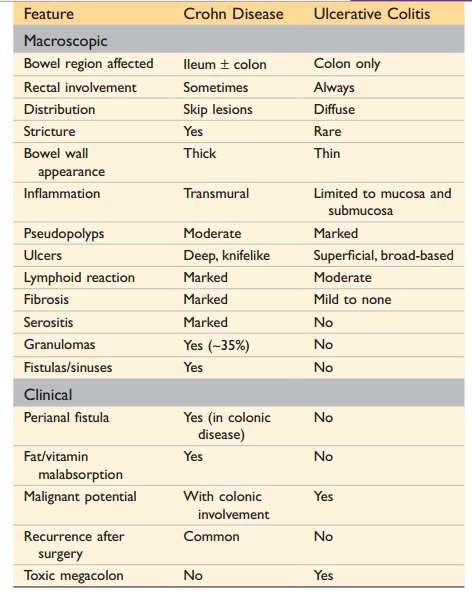 Feature Crohn Disease Ulcerative Colitis
Macroscopic
Bowel region affected Ileum ± colon Colon only
Rectal involvement Sometimes Always
Distribution Skip lesions Diffuse
Stricture Yes Rare
Bowel wall Thick Thin
appearance
Inflammation Transmural Limited to mucosa and
submucosa
Pseudopolyps Moderate Marked
Ulcers Deep, knifelike Superficial, broad-based
Lymphoid reaction Marked Moderate
Fibrosis Marked Mild to none
Serositis Marked No
Granulomas Yes (~35%) No
Fistulas/sinuses Yes No
Clinical
Perianal fistula Yes (in colonic No
disease)
Fat/vitamin Yes No
malabsorption
Malignant potential With colonic Yes
involvement
Recurrence after Common No
surgery
Toxic megacolon No Yes